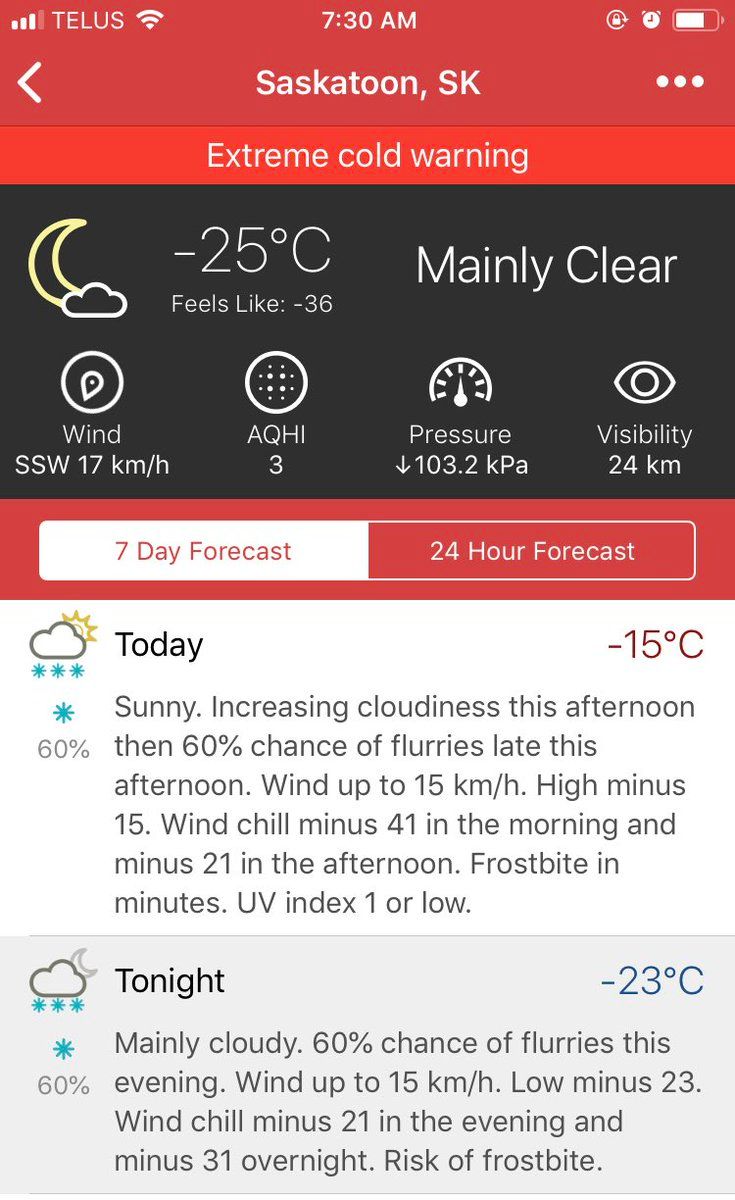 TELUS 7:30 AM
Saskatoon, SK
Extreme cold warning
-25°C
Feels Like: -36
Mainly Clear
Wind AQHI Pressure Visibility
SSW 17 km/h 3 ↓103.2 kPa 24 km
7 Day Forecast 24 Hour Forecast
Today -15°C
60%
Sunny. Increasing cloudiness this afternoon
then 60% chance of flurries late this
afternoon. Wind up to 15 km/h. High minus
15. Wind chill minus 41 in the morning and
minus 21 in the afternoon. Frostbite in
minutes. UV index 1 or low.
Tonight -23°C
60%
Mainly cloudy. 60% chance of flurries this
evening. Wind up to 15 km/h. Low minus 23.
Wind chill minus 21 in the evening and
minus 31 overnight. Risk of frostbite.